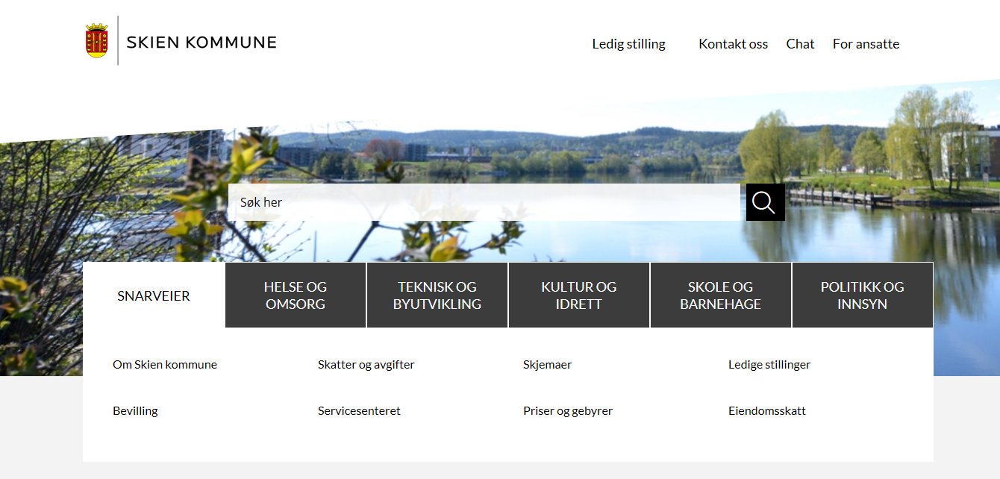 SKIEN KOMMUNE
Ledig stilling Kontakt oss Chat For ansatte
Søk her
SNARVEIER
HELSE OG
OMSORG
TEKNISK OG
BYUTVIKLING
KULTUR OG
IDRETT
SKOLE OG
BARNEHAGE
POLITIKK OG
INNSYN
Om Skien kommune Skatter og avgifter Skjemaer Ledige stillinger
Bevilling Servicesenteret Priser og gebyrer Eiendomsskatt